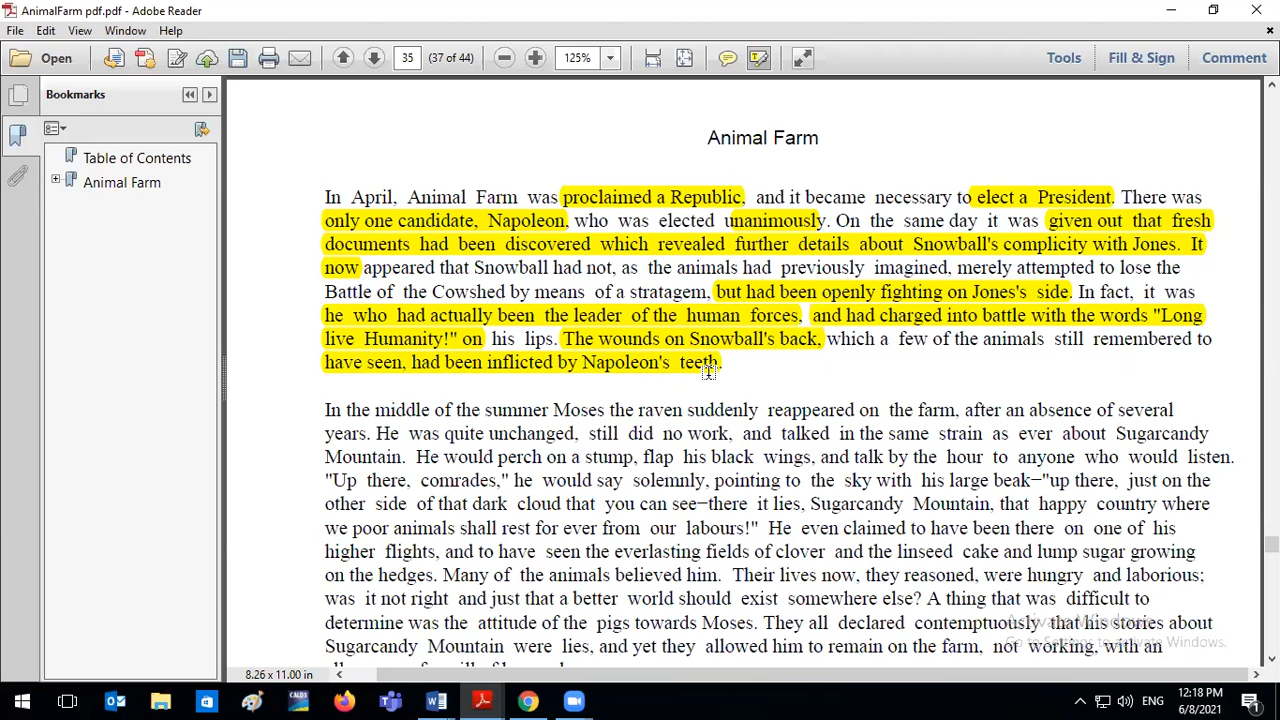 AnimalFarm pdf.pdf - Adobe Reader
File Edit View Window Help
Open 35 (37 of 44) 125% Tools Fill & Sign Comment
Bookmarks
Table of Contents
Animal Farm
Animal Farm
In April, Animal Farm was proclaimed a Republic, and it became necessary to elect a President. There was
only one candidate, Napoleon, who was elected unanimously. On the same day it was given out that fresh
documents had been discovered which revealed further details about Snowball's complicity with Jones. It
now appeared that Snowball had not, as the animals had previously imagined, merely attempted to lose the
Battle of the Cowshed by means of a stratagem, but had been openly fighting on Jones's side. In fact, it was
he who had actually been the leader of the human forces, and had charged into battle with the words "Long
live Humanity!" on his lips. The wounds on Snowball's back, which a few of the animals still remembered to
have seen, had been inflicted by Napoleon's teeth.
In the middle of the summer Moses the raven suddenly reappeared on the farm, after an absence of several
years. He was quite unchanged, still did no work, and talked in the same strain as ever about Sugarcandy
Mountain. He would perch on a stump, flap his black wings, and talk by the hour to anyone who would listen.
"Up there, comrades," he would say solemnly, pointing to the sky with his large beak−"up there, just on the
other side of that dark cloud that you can see−there it lies, Sugarcandy Mountain, that happy country where
we poor animals shall rest for ever from our labours!" He even claimed to have been there on one of his
higher flights, and to have seen the everlasting fields of clover and the linseed cake and lump sugar growing
on the hedges. Many of the animals believed him. Their lives now, they reasoned, were hungry and laborious;
was it not right and just that a better world should exist somewhere else? A thing that was difficult to
determine was the attitude of the pigs towards Moses. They all declared contemptuously that his stories about
Sugarcandy Mountain were lies, and yet they allowed him to remain on the farm, not working, with an
Activate Windows
Go to Settings to activate Windows.
8.26 x 11.00 in
ENG 12:18 PM
6/8/2021